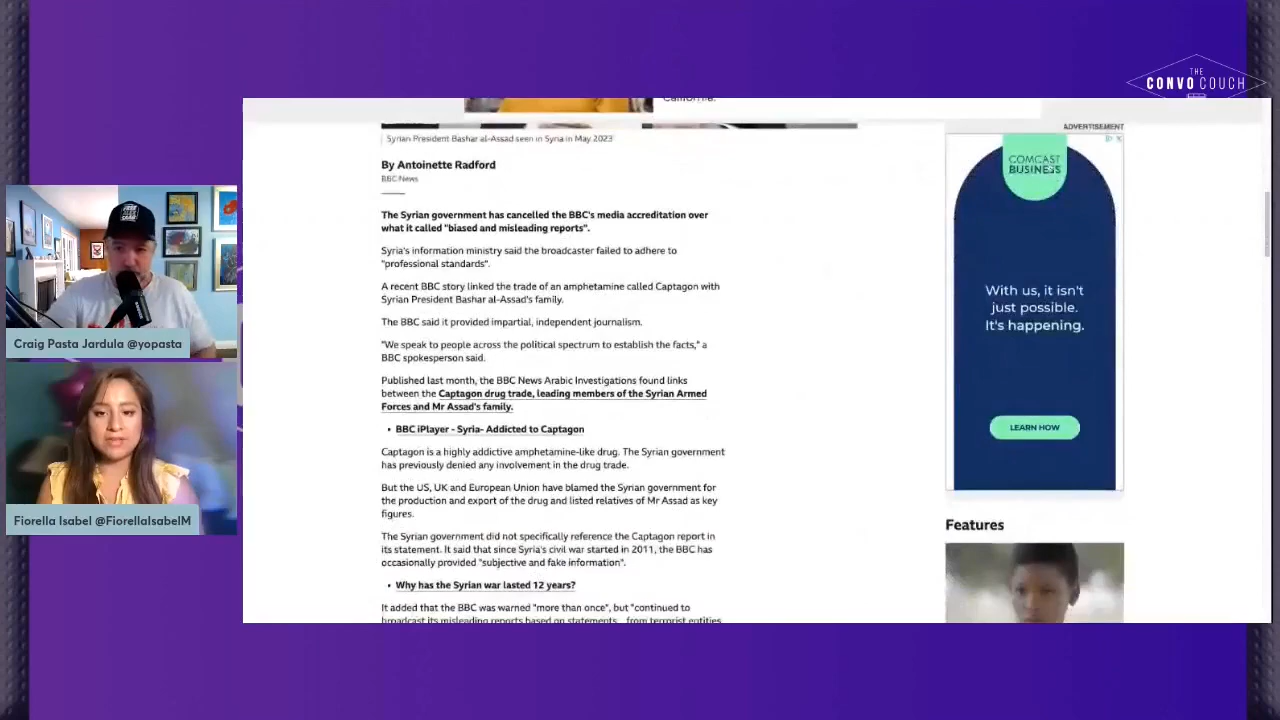 THE
CONVO COUCH
California.
ADVERTISEMENT
Syrian President Bashar al-Assad seen in Syria in May 2023
By Antoinette Radford
BBC News
The Syrian government has cancelled the BBC's media accreditation over
what it called "biased and misleading reports".
Syria's information ministry said the broadcaster failed to adhere to
"professional standards".
A recent BBC story linked the trade of an amphetamine called Captagon with
Syrian President Bashar al-Assad's family.
The BBC said it provided impartial, independent journalism.
"We speak to people across the political spectrum to establish the facts," a
BBC spokesperson said.
Published last month, the BBC News Arabic Investigations found links
between the Captagon drug trade, leading members of the Syrian Armed
Forces and Mr Assad's family.
• BBC iPlayer - Syria- Addicted to Captagon
Captagon is a highly addictive amphetamine-like drug. The Syrian government
has previously denied any involvement in the drug trade.
But the US, UK and European Union have blamed the Syrian government for
the production and export of the drug and listed relatives of Mr Assad as key
figures.
The Syrian government did not specifically reference the Captagon report in
its statement. It said that since Syria's civil war started in 2011, the BBC has
occasionally provided "subjective and fake information".
• Why has the Syrian war lasted 12 years?
It added that the BBC was warned "more than once", but "continued to
broadcast its misleading reports based on statements from terrorist entities
COMCAST
BUSINESS
With us, it isn't
just possible.
It's happening.
LEARN HOW
Features
Craig Pasta Jardula @yopasta
Fiorella Isabel @FiorellaIsabelM